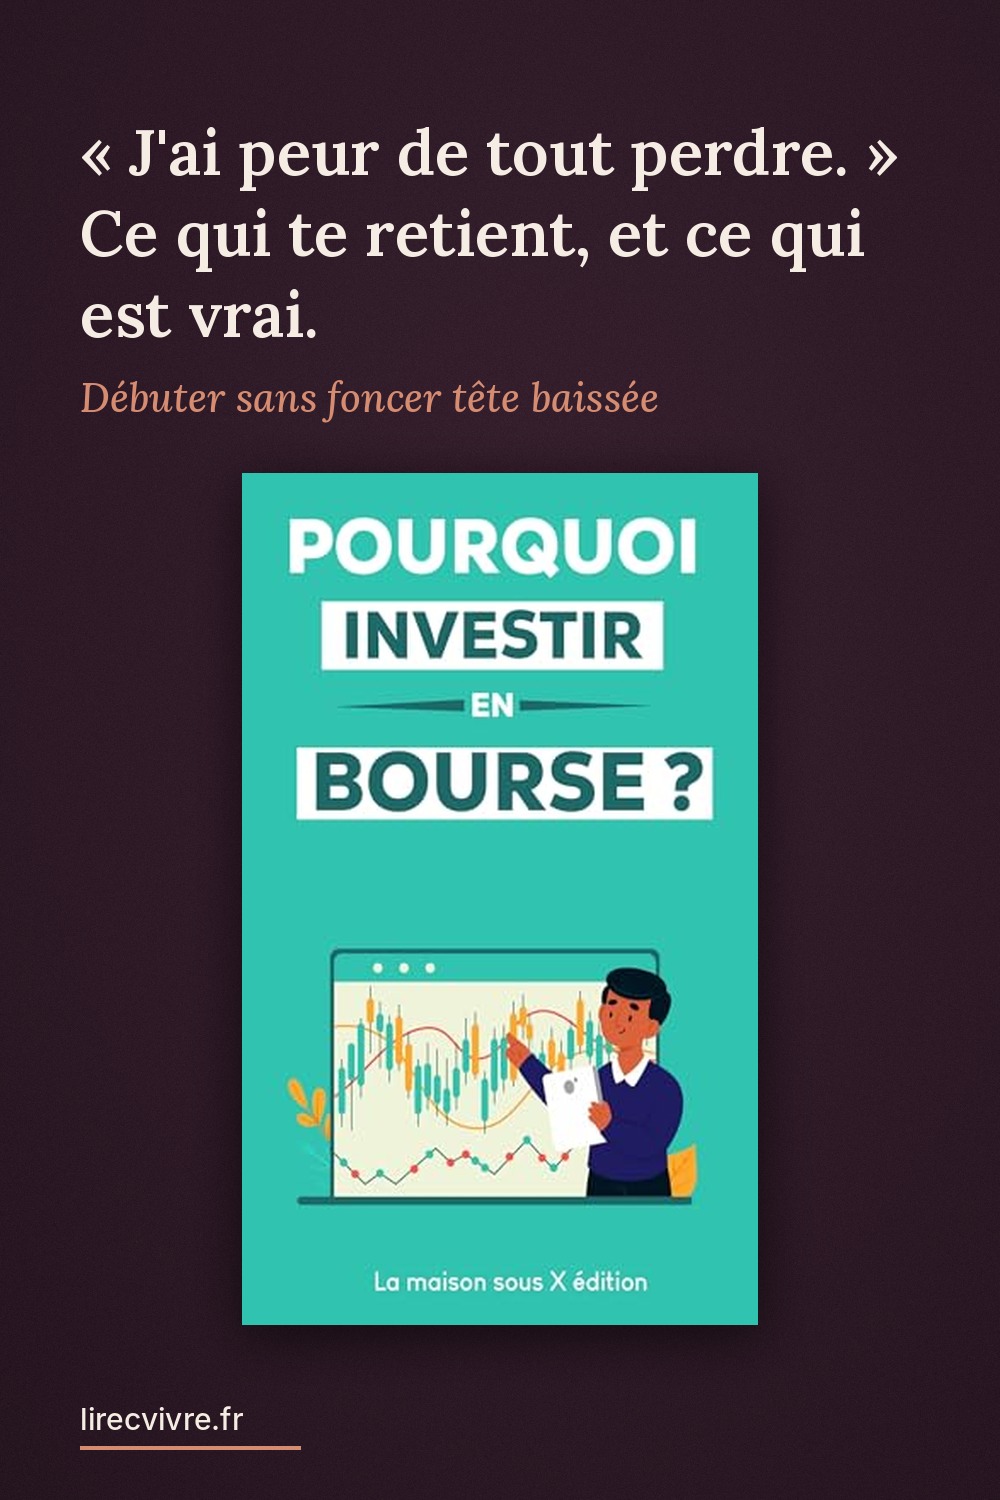 « J'ai peur de tout perdre. »
Ce qui te retient, et ce qui
est vrai.
Débuter sans foncer tête baissée
POURQUOI
INVESTIR
EN
BOURSE ?
La maison sous X édition
lirecvivre.fr